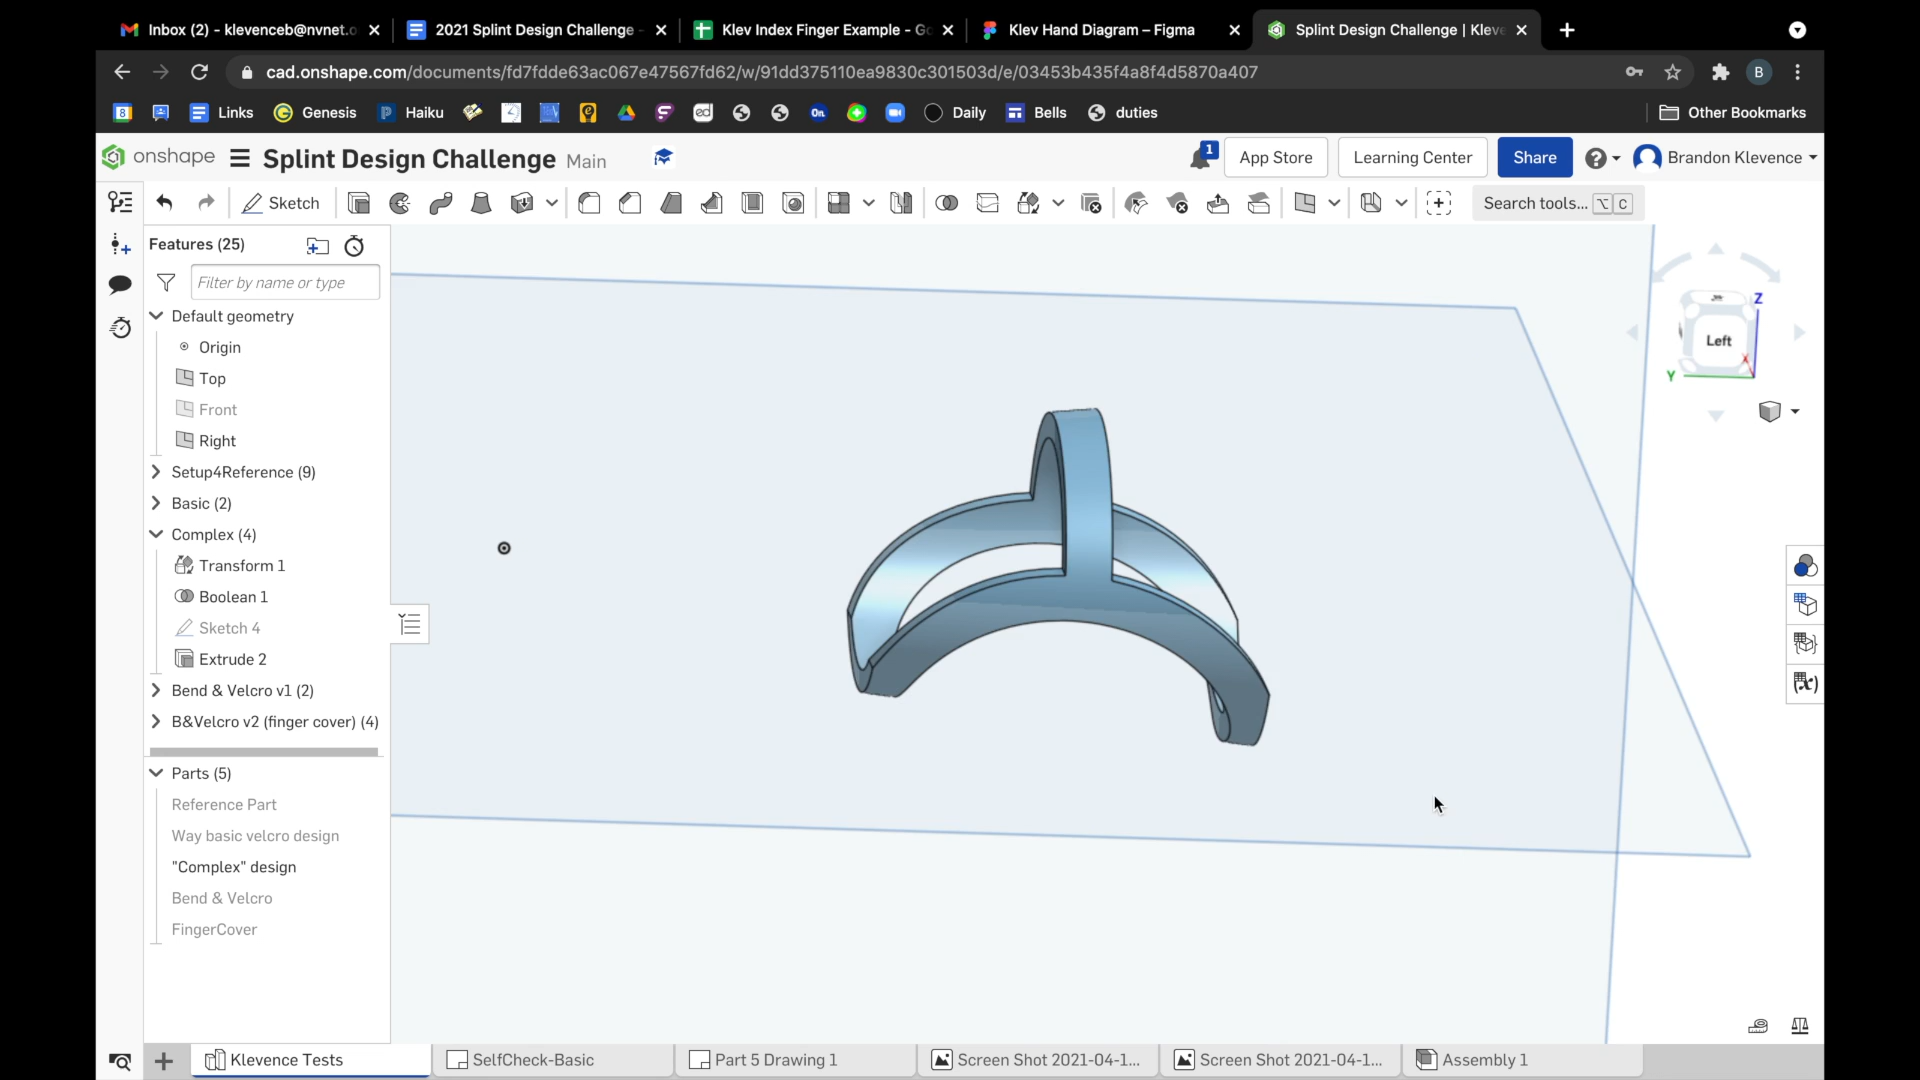 Inbox (2) - klevenceb@nvnet.o
2021 Splint Design Challenge -
Klev Index Finger Example - Go
Klev Hand Diagram – Figma
Splint Design Challenge | Kleve
cad.onshape.com/documents/fd7fdde63ac067e47567fd62/w/91dd375110ea9830c301503d/e/03453b435f4a8f4d5870a407
B
8 Links Genesis Haiku ed On Daily Bells duties Other Bookmarks
onshape Splint Design Challenge Main
1 App Store Learning Center Share ? Brandon Klevence
Sketch
Search tools... ⌥ C
Features (25)
Filter by name or type
Default geometry
Origin
Top
Front
Right
Setup4Reference (9)
Basic (2)
Complex (4)
Transform 1
Boolean 1
Sketch 4
Extrude 2
Bend & Velcro v1 (2)
B&Velcro v2 (finger cover) (4)
Parts (5)
Reference Part
Way basic velcro design
"Complex" design
Bend & Velcro
FingerCover
Z
Left
X
Y
(x)
Klevence Tests
SelfCheck-Basic
Part 5 Drawing 1
Screen Shot 2021-04-1...
Screen Shot 2021-04-1...
Assembly 1